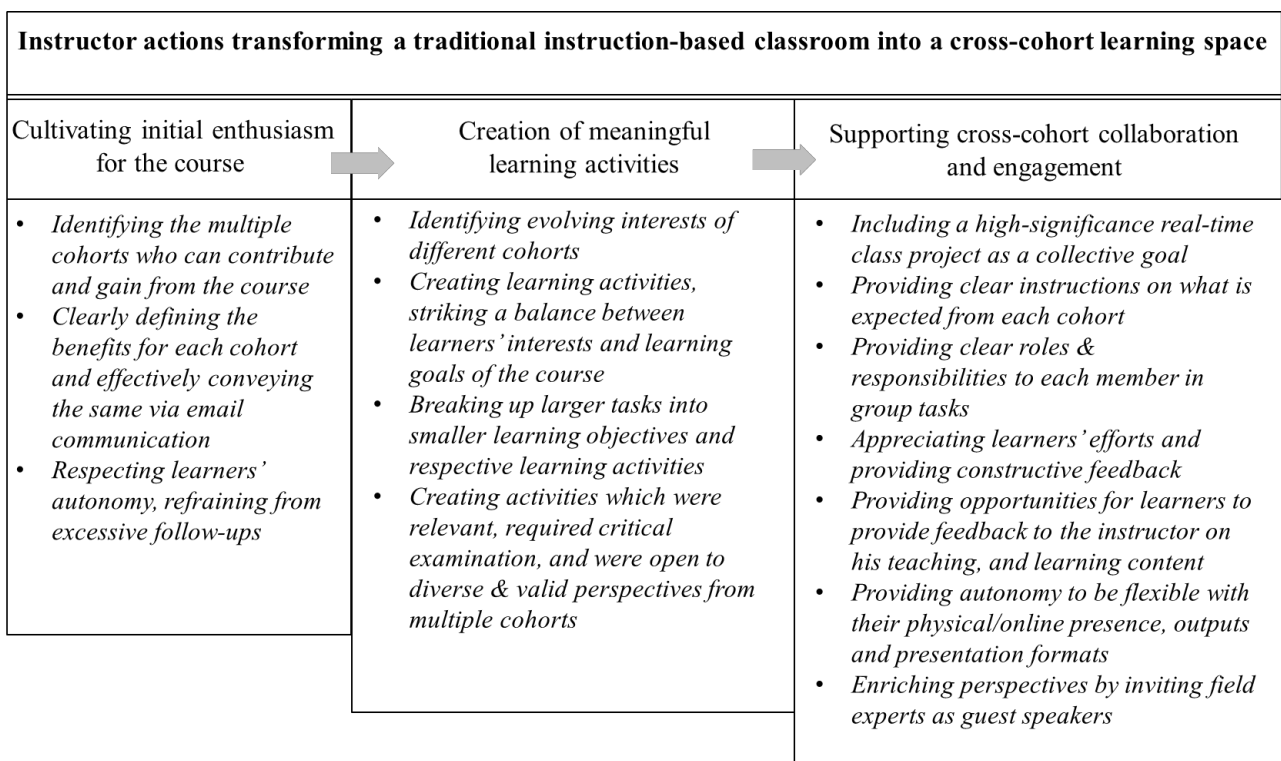 Instructor actions transforming a traditional instruction-based classroom into a cross-cohort learning space
Cultivating initial enthusiasm
for the course
Creation of meaningful
learning activities
Supporting cross-cohort collaboration
and engagement
• Identifying the multiple
cohorts who can contribute
and gain from the course
• Clearly defining the
benefits for each cohort
and effectively conveying
the same via email
communication
• Respecting learners’
autonomy, refraining from
excessive follow-ups
• Identifying evolving interests of
different cohorts
• Creating learning activities,
striking a balance between
learners’ interests and learning
goals of the course
• Breaking up larger tasks into
smaller learning objectives and
respective learning activities
• Creating activities which were
relevant, required critical
examination, and were open to
diverse & valid perspectives from
multiple cohorts
• Including a high-significance real-time
class project as a collective goal
• Providing clear instructions on what is
expected from each cohort
• Providing clear roles &
responsibilities to each member in
group tasks
• Appreciating learners’ efforts and
providing constructive feedback
• Providing opportunities for learners to
provide feedback to the instructor on
his teaching, and learning content
• Providing autonomy to be flexible with
their physical/online presence, outputs
and presentation formats
• Enriching perspectives by inviting field
experts as guest speakers